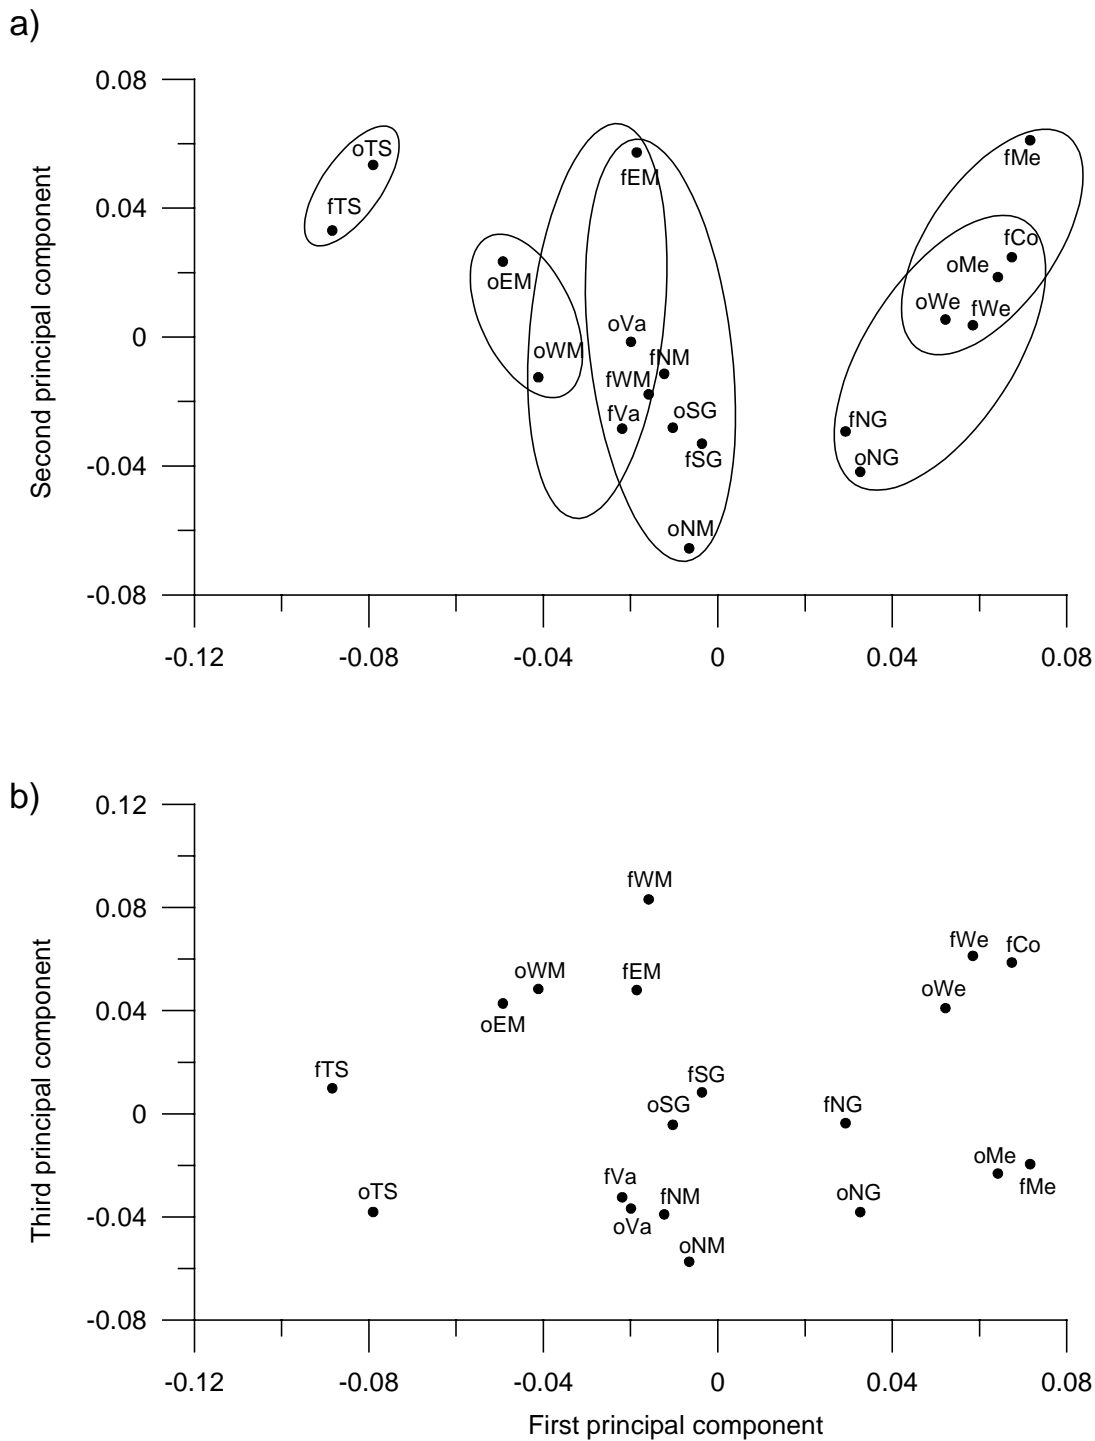 a)
0.08
0.04
0
-0.04
-0.08
Second principal component
oTS
fTS
oEM
oWM
fEM
oVa
fNM
fWM
fVa
oSG
fSG
oNM
fMe
fCo
oMe
oWe
fWe
fNG
oNG
-0.12
-0.08
-0.04
0
0.04
0.08
b)
0.12
0.08
0.04
0
-0.04
-0.08
Third principal component
fWM
oWM
fEM
oEM
fWe
fCo
oWe
fTS
fSG
oSG
fNG
oTS
fVa
oVa
fNM
oNM
oNG
oMe
fMe
-0.12
-0.08
-0.04
0
0.04
0.08
First principal component